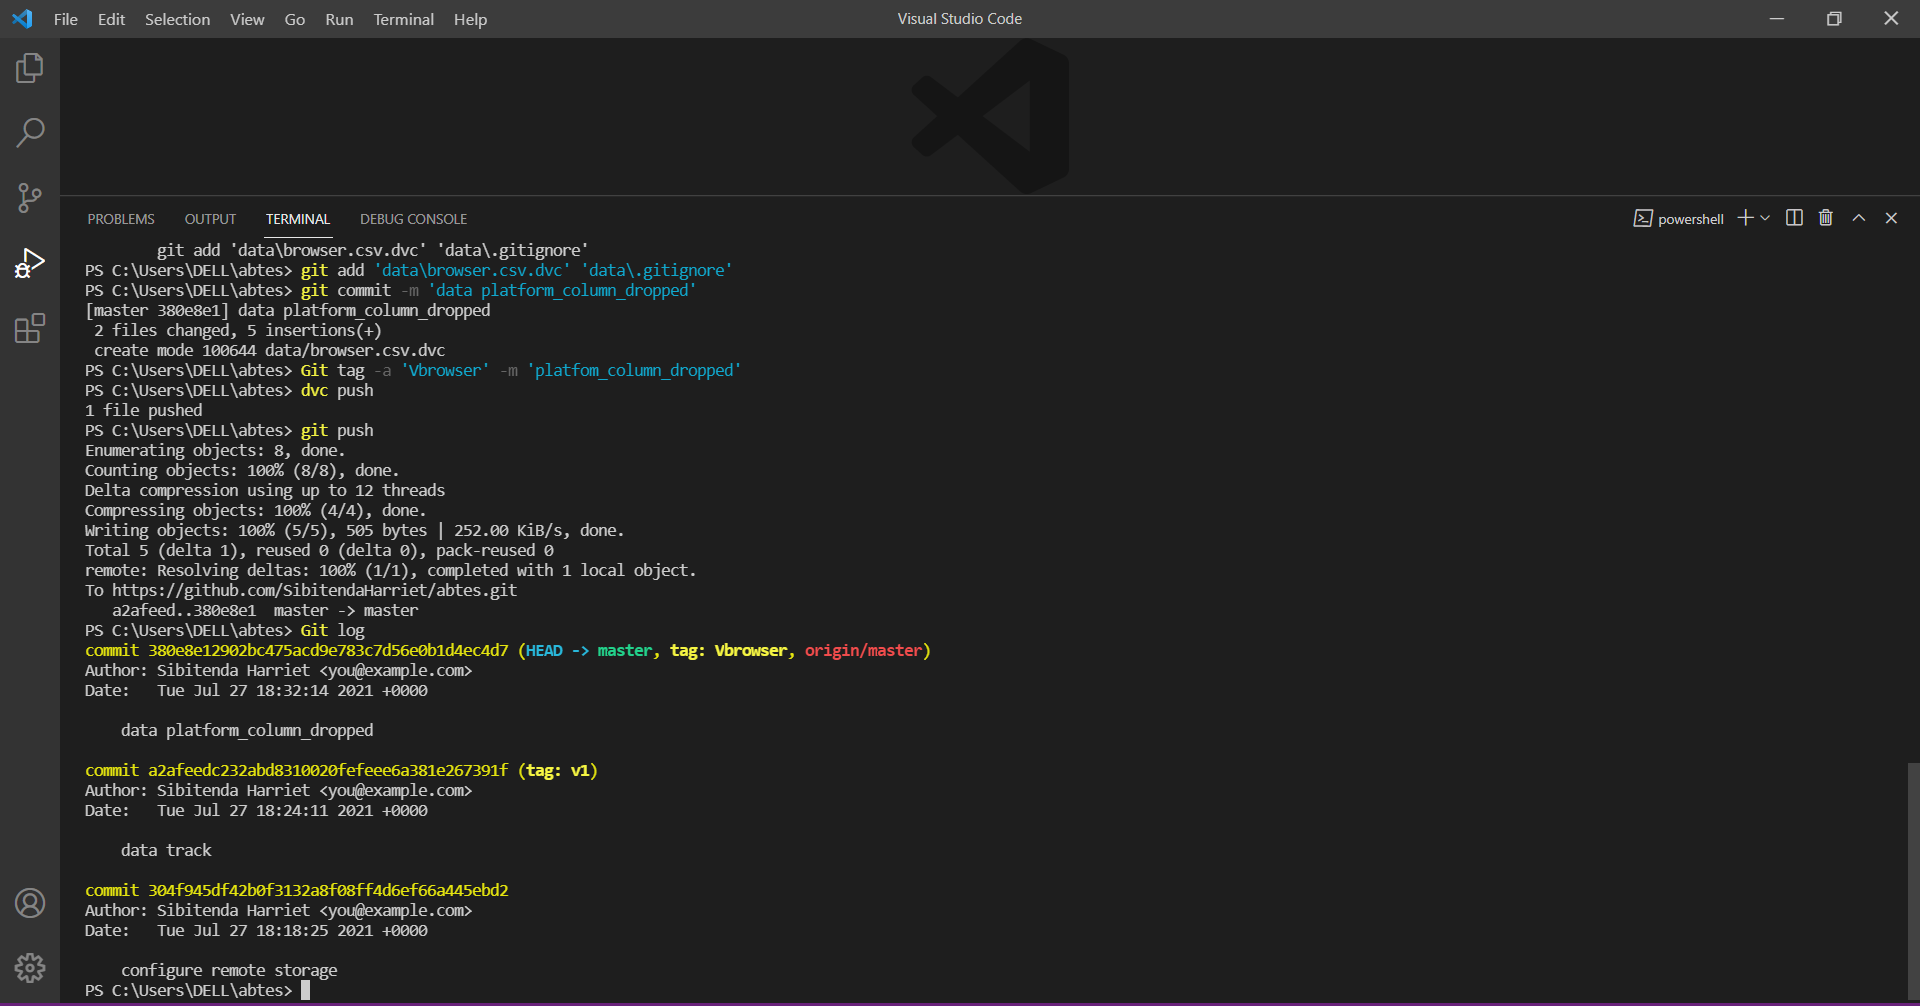 File Edit Selection View Go Run Terminal Help
Visual Studio Code
PROBLEMS OUTPUT TERMINAL DEBUG CONSOLE
powershell
git add 'data\browser.csv.dvc' 'data\.gitignore'
PS C:\Users\DELL\abtes> git add 'data\browser.csv.dvc' 'data\.gitignore'
PS C:\Users\DELL\abtes> git commit -m 'data platform_column_dropped'
[master 380e8e1] data platform_column_dropped
2 files changed, 5 insertions(+)
create mode 100644 data/browser.csv.dvc
PS C:\Users\DELL\abtes> Git tag -a 'Vbrowser' -m 'platfom_column_dropped'
PS C:\Users\DELL\abtes> dvc push
1 file pushed
PS C:\Users\DELL\abtes> git push
Enumerating objects: 8, done.
Counting objects: 100% (8/8), done.
Delta compression using up to 12 threads
Compressing objects: 100% (4/4), done.
Writing objects: 100% (5/5), 505 bytes | 252.00 KiB/s, done.
Total 5 (delta 1), reused 0 (delta 0), pack-reused 0
remote: Resolving deltas: 100% (1/1), completed with 1 local object.
To https://github.com/SibitendaHarriet/abtes.git
a2afeed..380e8e1  master -> master
PS C:\Users\DELL\abtes> Git log
commit 380e8e12902bc475acd9e783c7d56e0b1d4ec4d7 (HEAD -> master, tag: Vbrowser, origin/master)
Author: Sibitenda Harriet <you@example.com>
Date:   Tue Jul 27 18:32:14 2021 +0000
data platform_column_dropped
commit a2afeedc232abd8310020fefeee6a381e267391f (tag: v1)
Author: Sibitenda Harriet <you@example.com>
Date:   Tue Jul 27 18:24:11 2021 +0000
data track
commit 304f945df42b0f3132a8f08ff4d6ef66a445ebd2
Author: Sibitenda Harriet <you@example.com>
Date:   Tue Jul 27 18:18:25 2021 +0000
configure remote storage
PS C:\Users\DELL\abtes>